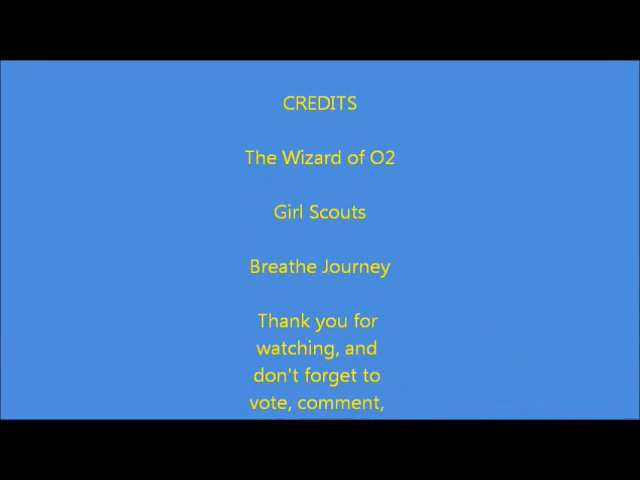 CREDITS
The Wizard of O2
Girl Scouts
Breathe Journey
Thank you for
watching, and
don't forget to
vote, comment,